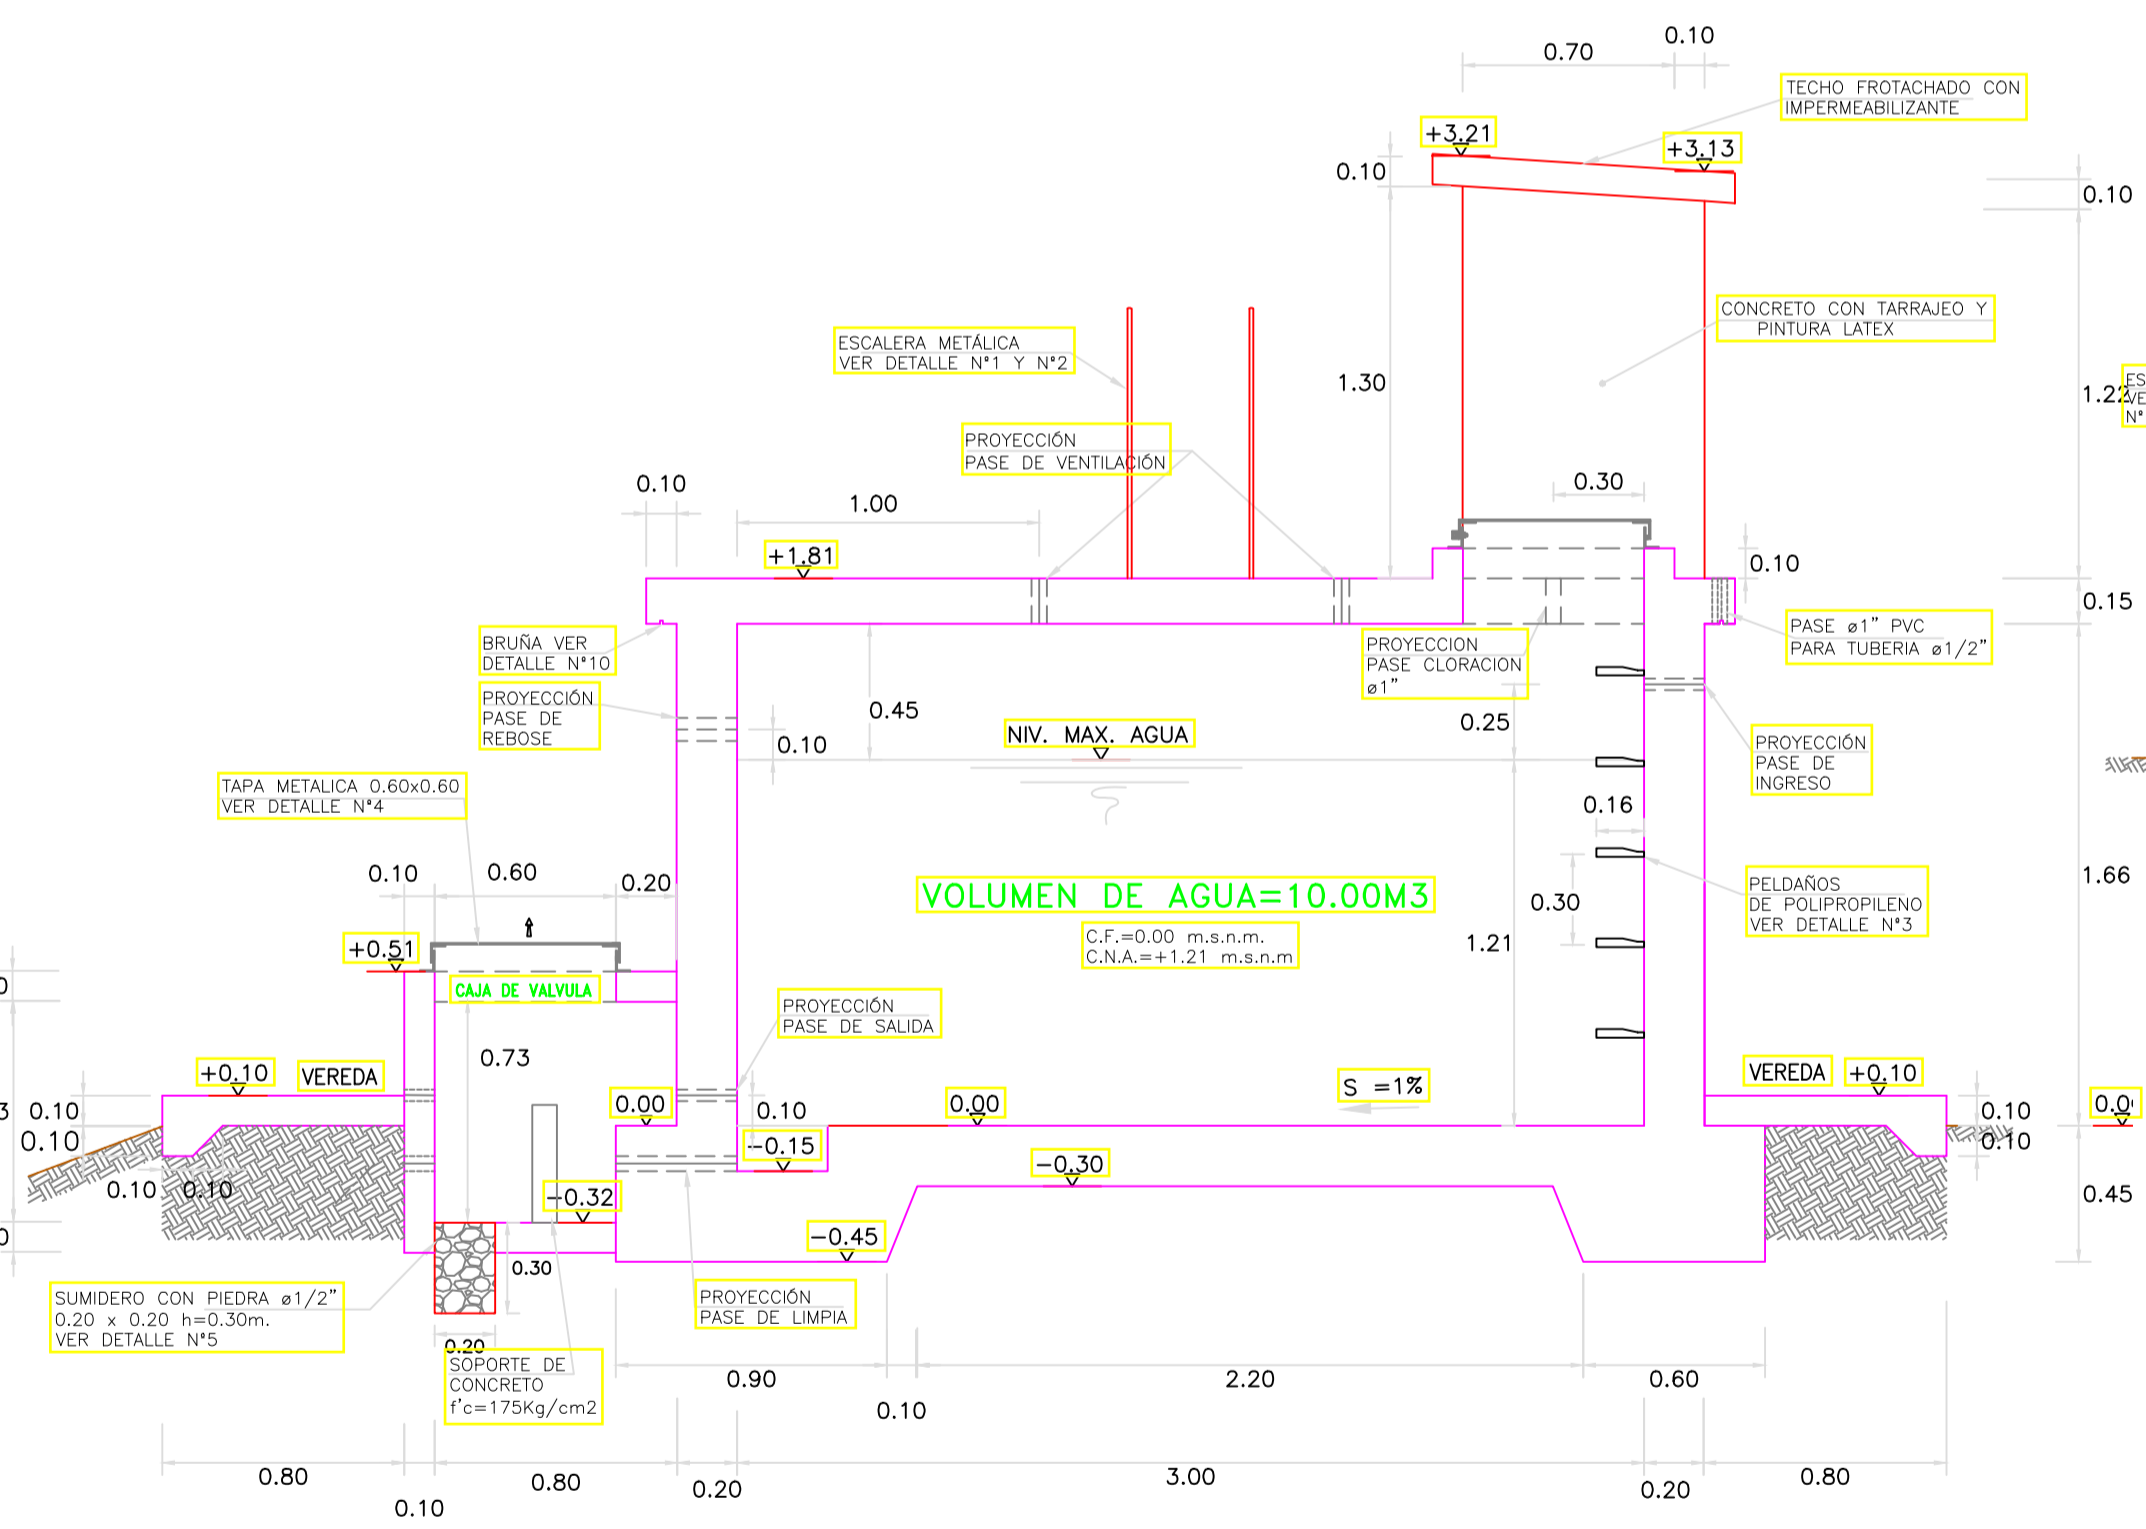 0.70
0.10
TECHO FROTACHADO CON
IMPERMEABILIZANTE
+3.21
+3.13
0.10
0.10
CONCRETO CON TARRAJEO Y
PINTURA LATEX
ESCALERA METÁLICA
VER DETALLE N°1 Y N°2
1.30
1.22
ES
VE
N°
PROYECCIÓN
PASE DE VENTILACIÓN
0.10
1.00
0.30
+1.81
0.10
0.15
BRUÑA VER
DETALLE N°10
PROYECCION
PASE CLORACION
ø1"
PASE ø1" PVC
PARA TUBERIA ø1/2"
PROYECCIÓN
PASE DE
REBOSE
0.45
0.10
NIV. MAX. AGUA
0.25
PROYECCIÓN
PASE DE
INGRESO
TAPA METALICA 0.60x0.60
VER DETALLE N°4
0.16
0.10
0.60
0.20
VOLUMEN DE AGUA=10.00M3
C.F.=0.00 m.s.n.m.
C.N.A.=+1.21 m.s.n.m
0.30
1.21
PELDAÑOS
DE POLIPROPILENO
VER DETALLE N°3
1.66
+0.51
0
CAJA DE VALVULA
PROYECCIÓN
PASE DE SALIDA
0.73
+0.10
VEREDA
3
0.10
0.10
0.00
0.10
−0.15
0.00
S =1%
VEREDA
+0.10
0.10
0.10
0.0
0.10
0.10
−0.32
−0.30
0.45
0
−0.45
0.30
SUMIDERO CON PIEDRA ø1/2"
0.20 x 0.20 h=0.30m.
VER DETALLE N°5
PROYECCIÓN
PASE DE LIMPIA
0.20
SOPORTE DE
CONCRETO
f'c=175Kg/cm2
0.90
0.10
2.20
0.60
0.80
0.10
0.80
0.20
3.00
0.20
0.80